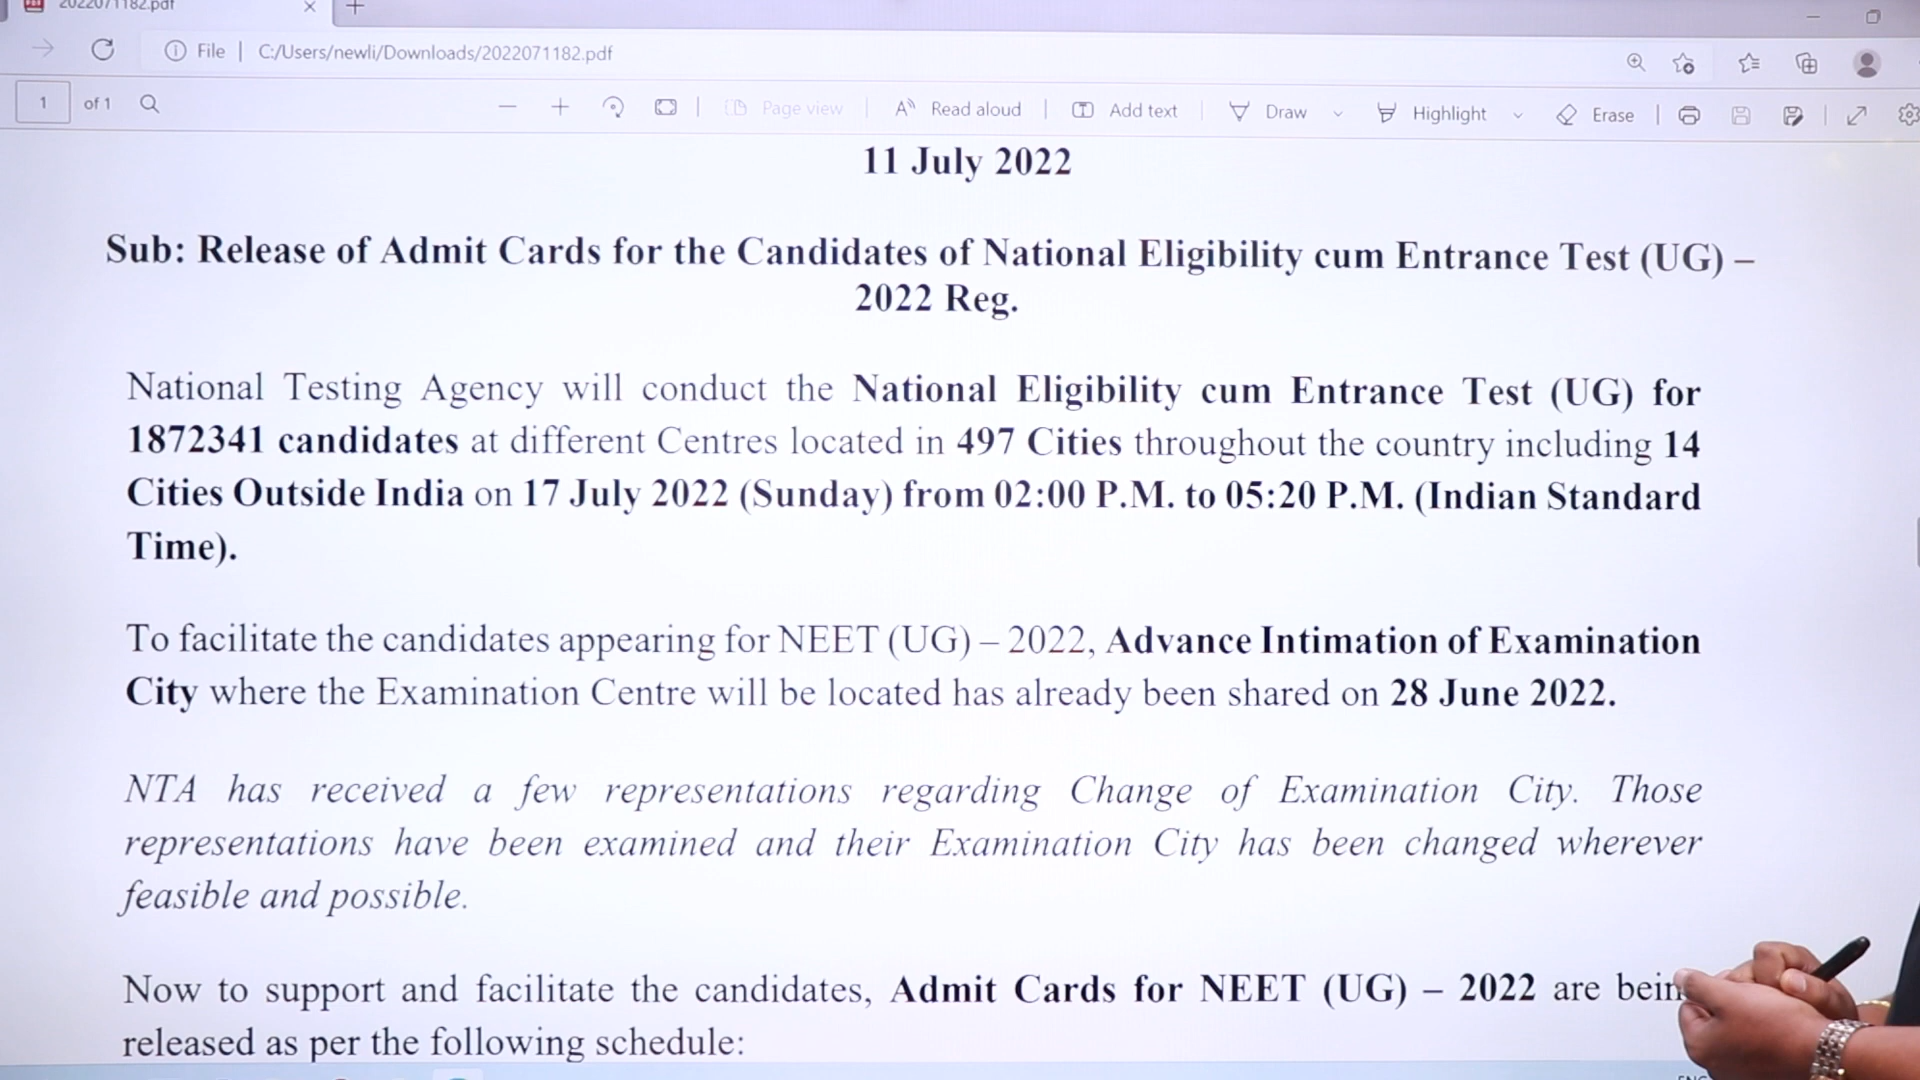 2022071182.pdf
File | C:/Users/newli/Downloads/2022071182.pdf
1 of 1 Page view Read aloud Add text Draw Highlight Erase
11 July 2022
Sub: Release of Admit Cards for the Candidates of National Eligibility cum Entrance Test (UG) –
2022 Reg.
National Testing Agency will conduct the National Eligibility cum Entrance Test (UG) for
1872341 candidates at different Centres located in 497 Cities throughout the country including 14
Cities Outside India on 17 July 2022 (Sunday) from 02:00 P.M. to 05:20 P.M. (Indian Standard
Time).
To facilitate the candidates appearing for NEET (UG) – 2022, Advance Intimation of Examination
City where the Examination Centre will be located has already been shared on 28 June 2022.
NTA has received a few representations regarding Change of Examination City. Those
representations have been examined and their Examination City has been changed wherever
feasible and possible.
Now to support and facilitate the candidates, Admit Cards for NEET (UG) – 2022 are bein
released as per the following schedule: